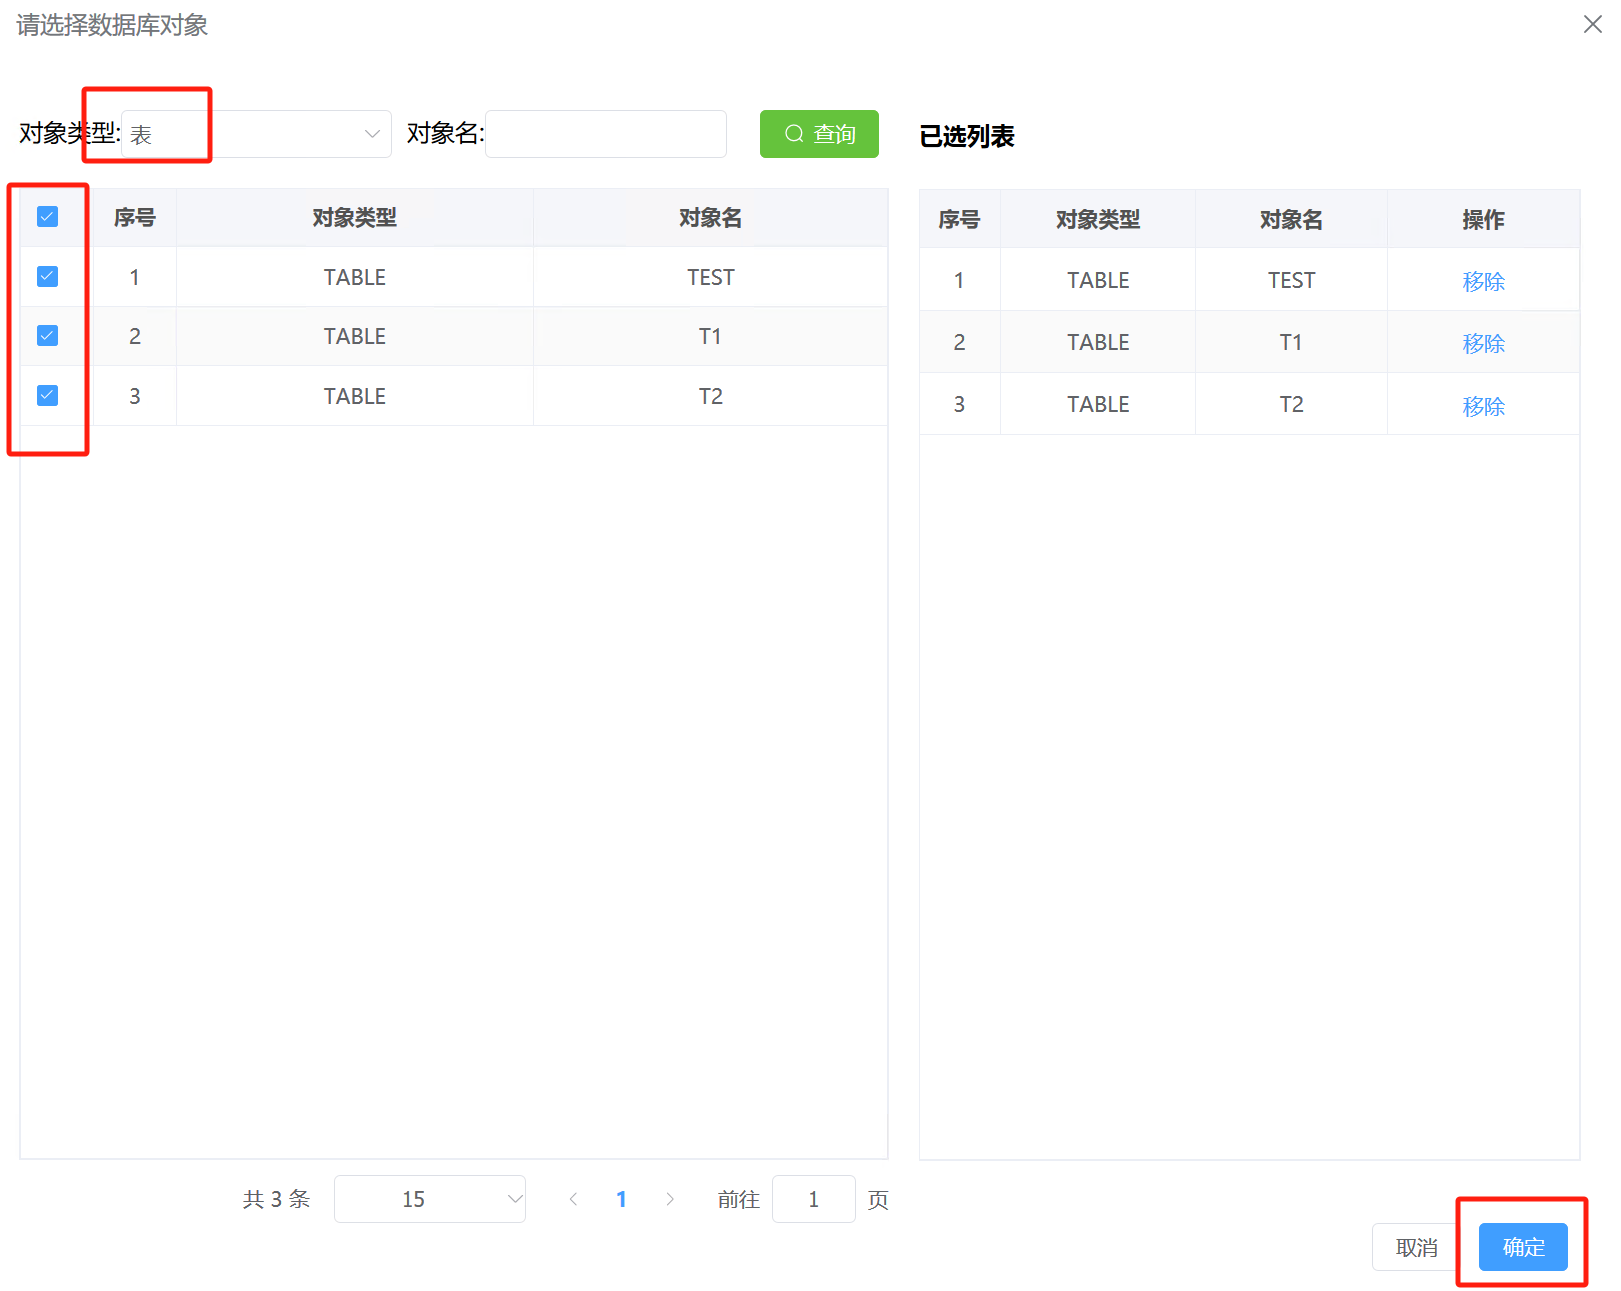 请选择数据库对象
对象类型: 表 对象名: 查询 已选列表
序号 对象类型 对象名
1 TABLE TEST
2 TABLE T1
3 TABLE T2
序号 对象类型 对象名 操作
1 TABLE TEST 移除
2 TABLE T1 移除
3 TABLE T2 移除
共 3 条 15 1 前往 1 页
取消 确定